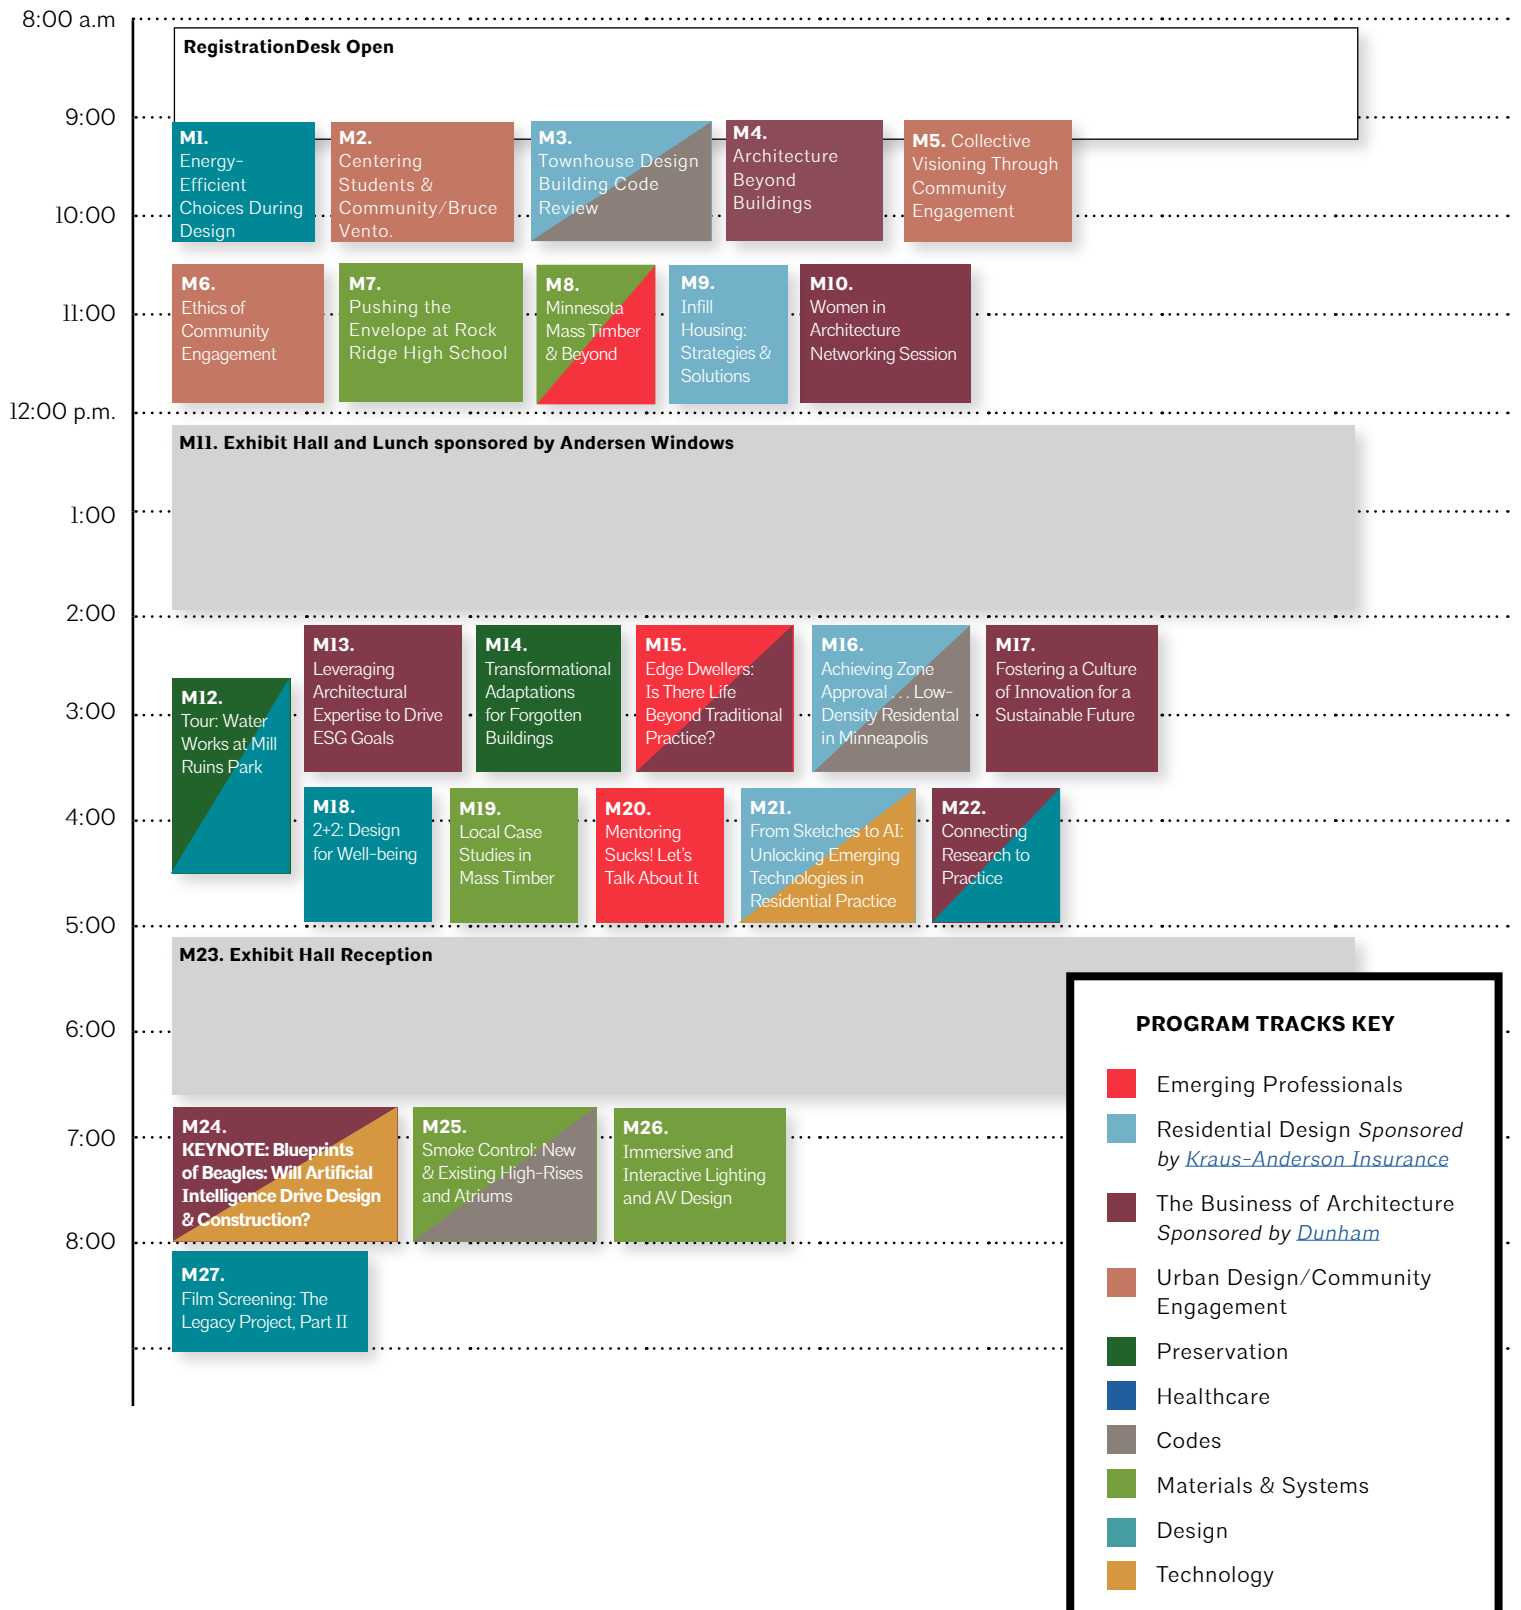 8:00 a.m
RegistrationDesk Open
9:00
M1.
Energy-
Efficient
Choices During
Design
M2.
Centering
Students &
Community/Bruce
Vento.
M3.
Townhouse Design
Building Code
Review
M4.
Architecture
Beyond
Buildings
M5. Collective
Visioning Through
Community
Engagement
10:00
M6.
Ethics of
Community
Engagement
M7.
Pushing the
Envelope at Rock
Ridge High School
M8.
Minnesota
Mass Timber
& Beyond
M9.
Infill
Housing:
Strategies &
Solutions
M10.
Women in
Architecture
Networking Session
11:00
12:00 p.m.
M11. Exhibit Hall and Lunch sponsored by Andersen Windows
1:00
2:00
M12.
Tour: Water
Works at Mill
Ruins Park
M13.
Leveraging
Architectural
Expertise to Drive
ESG Goals
M14.
Transformational
Adaptations
for Forgotten
Buildings
M15.
Edge Dwellers:
Is There Life
Beyond Traditional
Practice?
M16.
Achieving Zone
Approval . . . Low-
Density Residental
in Minneapolis
M17.
Fostering a Culture
of Innovation for a
Sustainable Future
3:00
M18.
2+2: Design
for Well-being
M19.
Local Case
Studies in
Mass Timber
M20.
Mentoring
Sucks! Let's
Talk About It
M21.
From Sketches to AI:
Unlocking Emerging
Technologies in
Residential Practice
M22.
Connecting
Research to
Practice
4:00
5:00
M23. Exhibit Hall Reception
6:00
M24.
KEYNOTE: Blueprints
of Beagles: Will Artificial
Intelligence Drive Design
& Construction?
M25.
Smoke Control: New
& Existing High-Rises
and Atriums
M26.
Immersive and
Interactive Lighting
and AV Design
7:00
8:00
M27.
Film Screening: The
Legacy Project, Part II
PROGRAM TRACKS KEY
Emerging Professionals
Residential Design Sponsored
by Kraus-Anderson Insurance
The Business of Architecture
Sponsored by Dunham
Urban Design/Community
Engagement
Preservation
Healthcare
Codes
Materials & Systems
Design
Technology